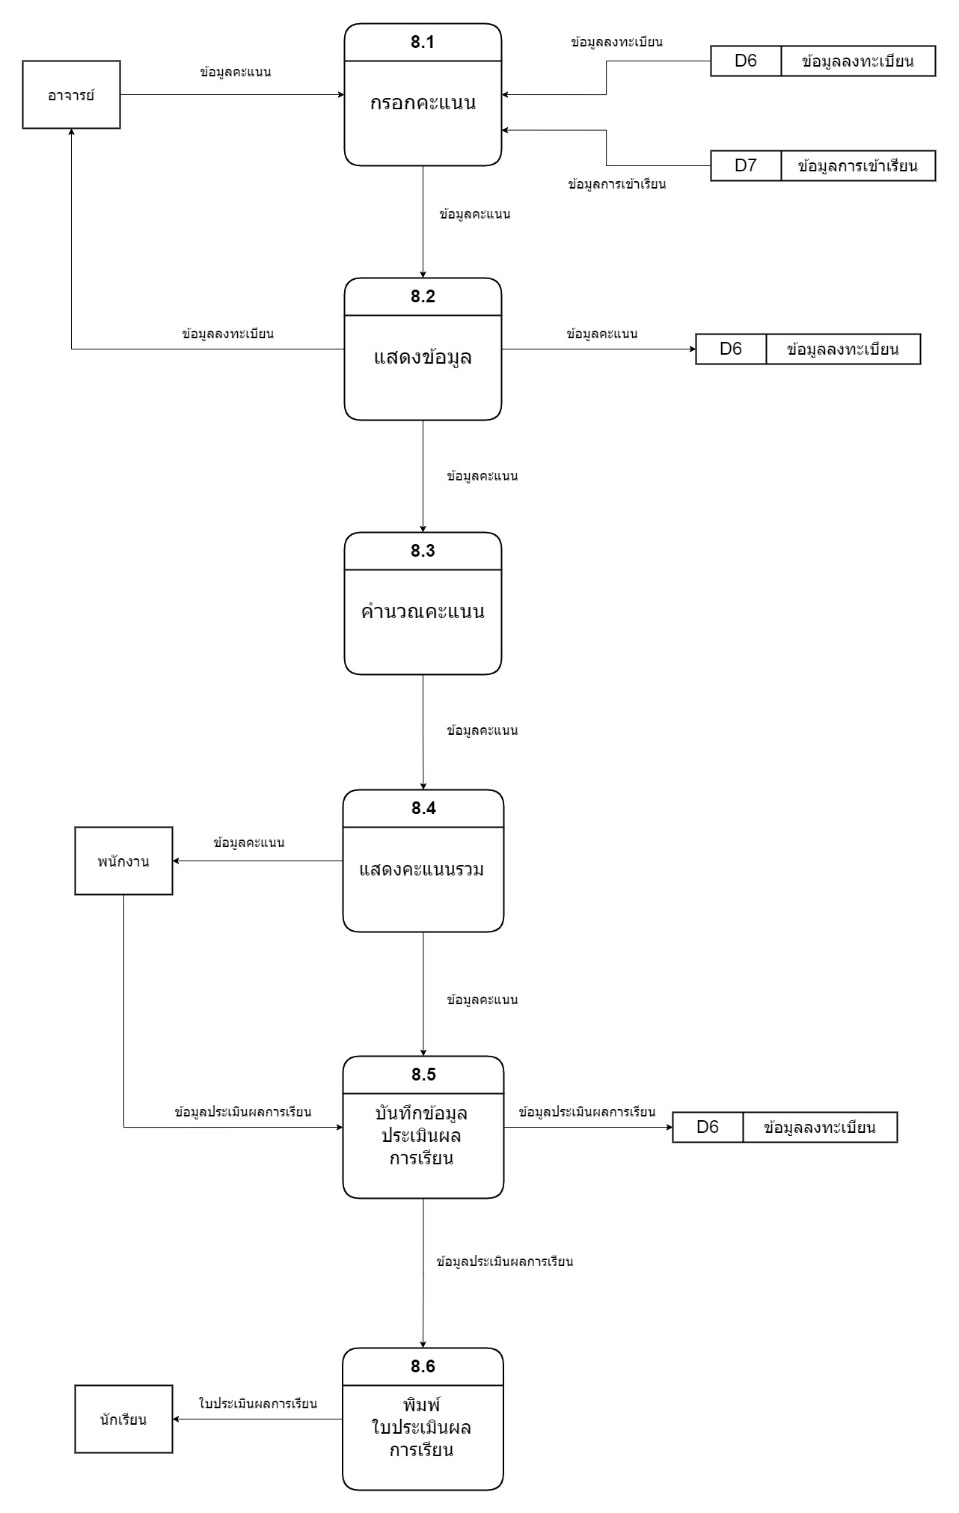 8.1
ข้อมูลลงทะเบียน
D6
ข้อมูลลงทะเบียน
ข้อมูลคะแนน
อาจารย์
กรอกคะแนน
D7
ข้อมูลการเข้าเรียน
ข้อมูลการเข้าเรียน
ข้อมูลคะแนน
8.2
ข้อมูลลงทะเบียน
ข้อมูลคะแนน
D6
ข้อมูลลงทะเบียน
แสดงข้อมูล
ข้อมูลคะแนน
8.3
คำนวณคะแนน
ข้อมูลคะแนน
8.4
ข้อมูลคะแนน
พนักงาน
แสดงคะแนนรวม
ข้อมูลคะแนน
8.5
ข้อมูลประเมินผลการเรียน
บันทึกข้อมูล
ประเมินผล
การเรียน
ข้อมูลประเมินผลการเรียน
D6
ข้อมูลลงทะเบียน
ข้อมูลประเมินผลการเรียน
8.6
ใบประเมินผลการเรียน
นักเรียน
พิมพ์
ใบประเมินผล
การเรียน